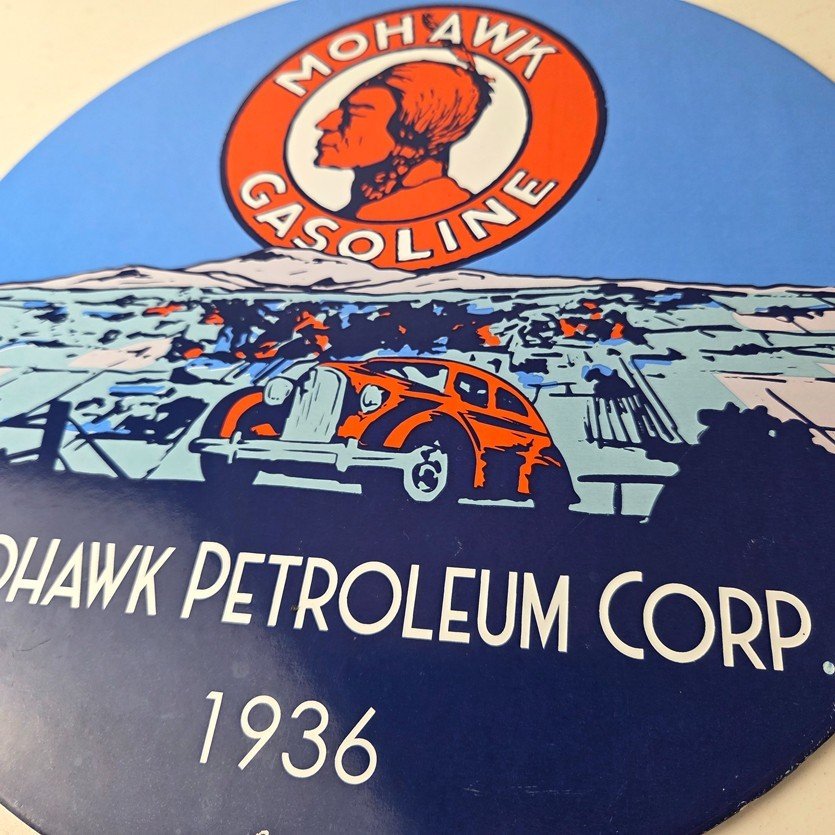 MOHAWK
GASOLINE
OHAWK PETROLEUM CORP.
1936